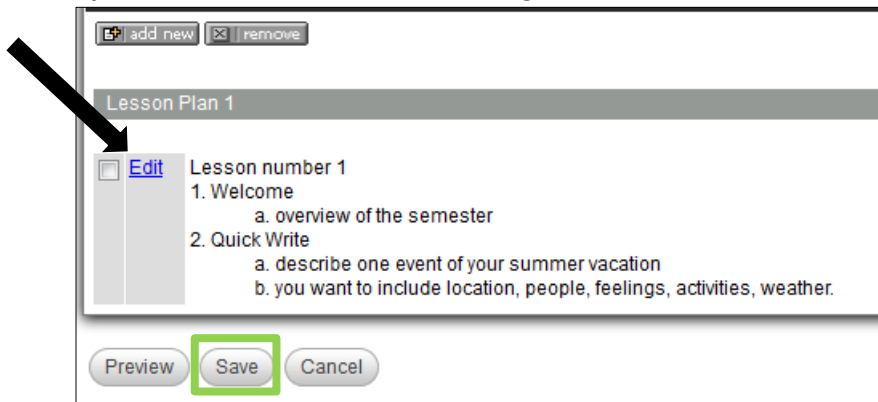 add new remove
Lesson Plan 1
Edit Lesson number 1
1. Welcome
a. overview of the semester
2. Quick Write
a. describe one event of your summer vacation
b. you want to include location, people, feelings, activities, weather.
Preview Save Cancel